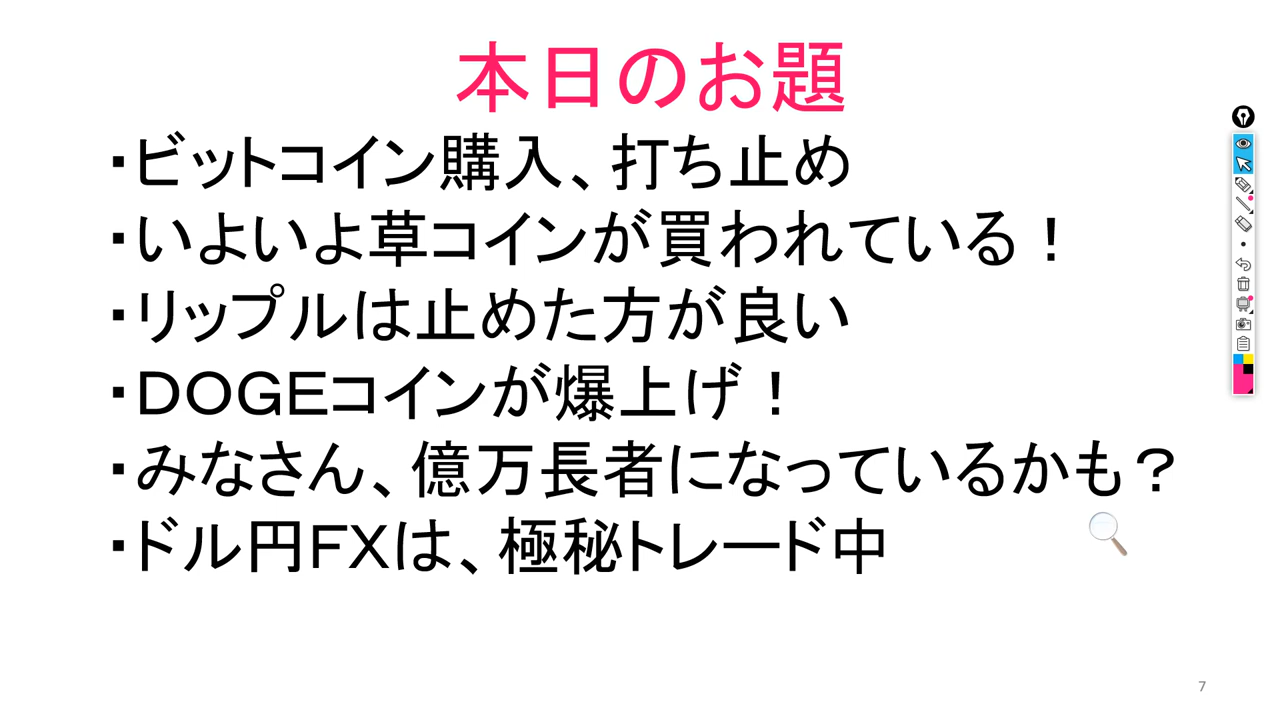 本日のお題
・ビットコイン購入、打ち止め
・いよいよ草コインが買われている！
・リップルは止めた方が良い
・ＤＯＧＥコインが爆上げ！
・みなさん、億万長者になっているかも？
・ドル円ＦＸは、極秘トレード中
7